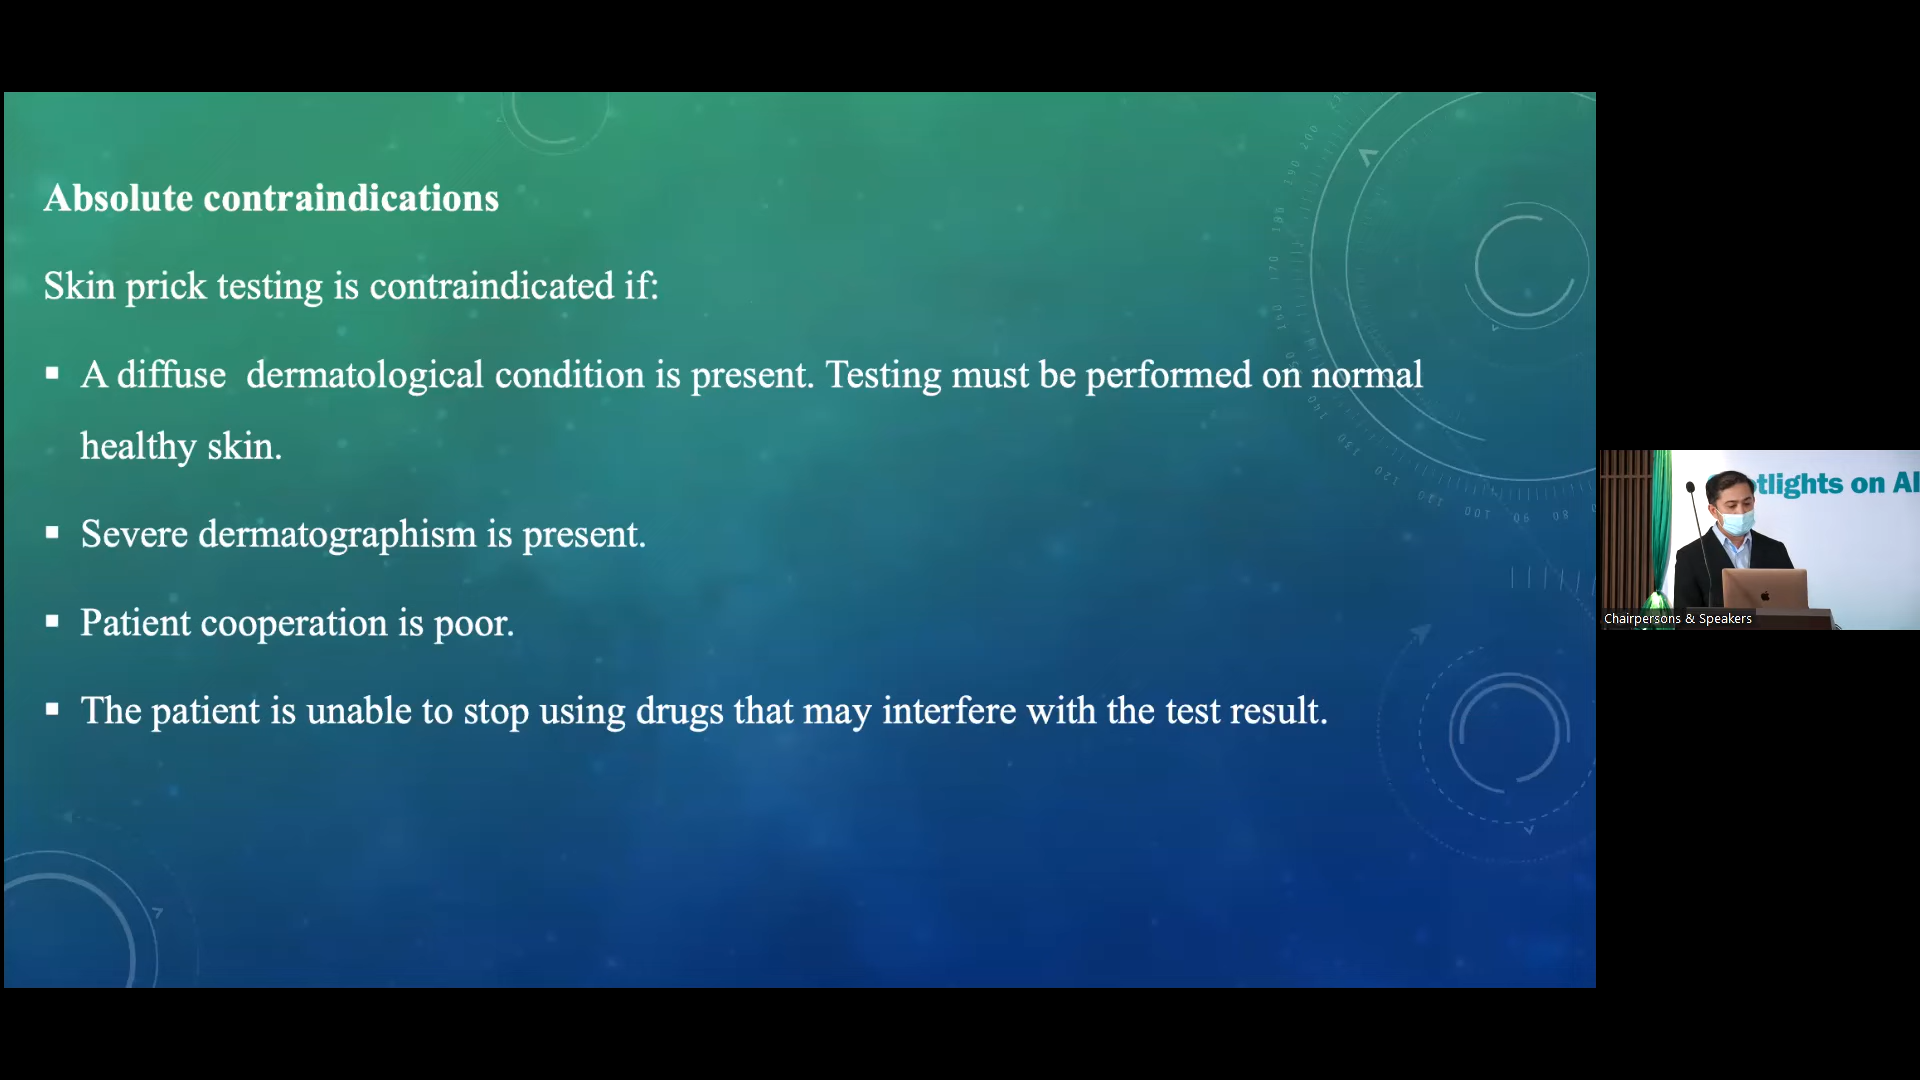 Absolute contraindications
Skin prick testing is contraindicated if:
▪ A diffuse  dermatological condition is present. Testing must be performed on normal
healthy skin.
▪ Severe dermatographism is present.
▪ Patient cooperation is poor.
▪ The patient is unable to stop using drugs that may interfere with the test result.
tlights on Al
Chairpersons & Speakers